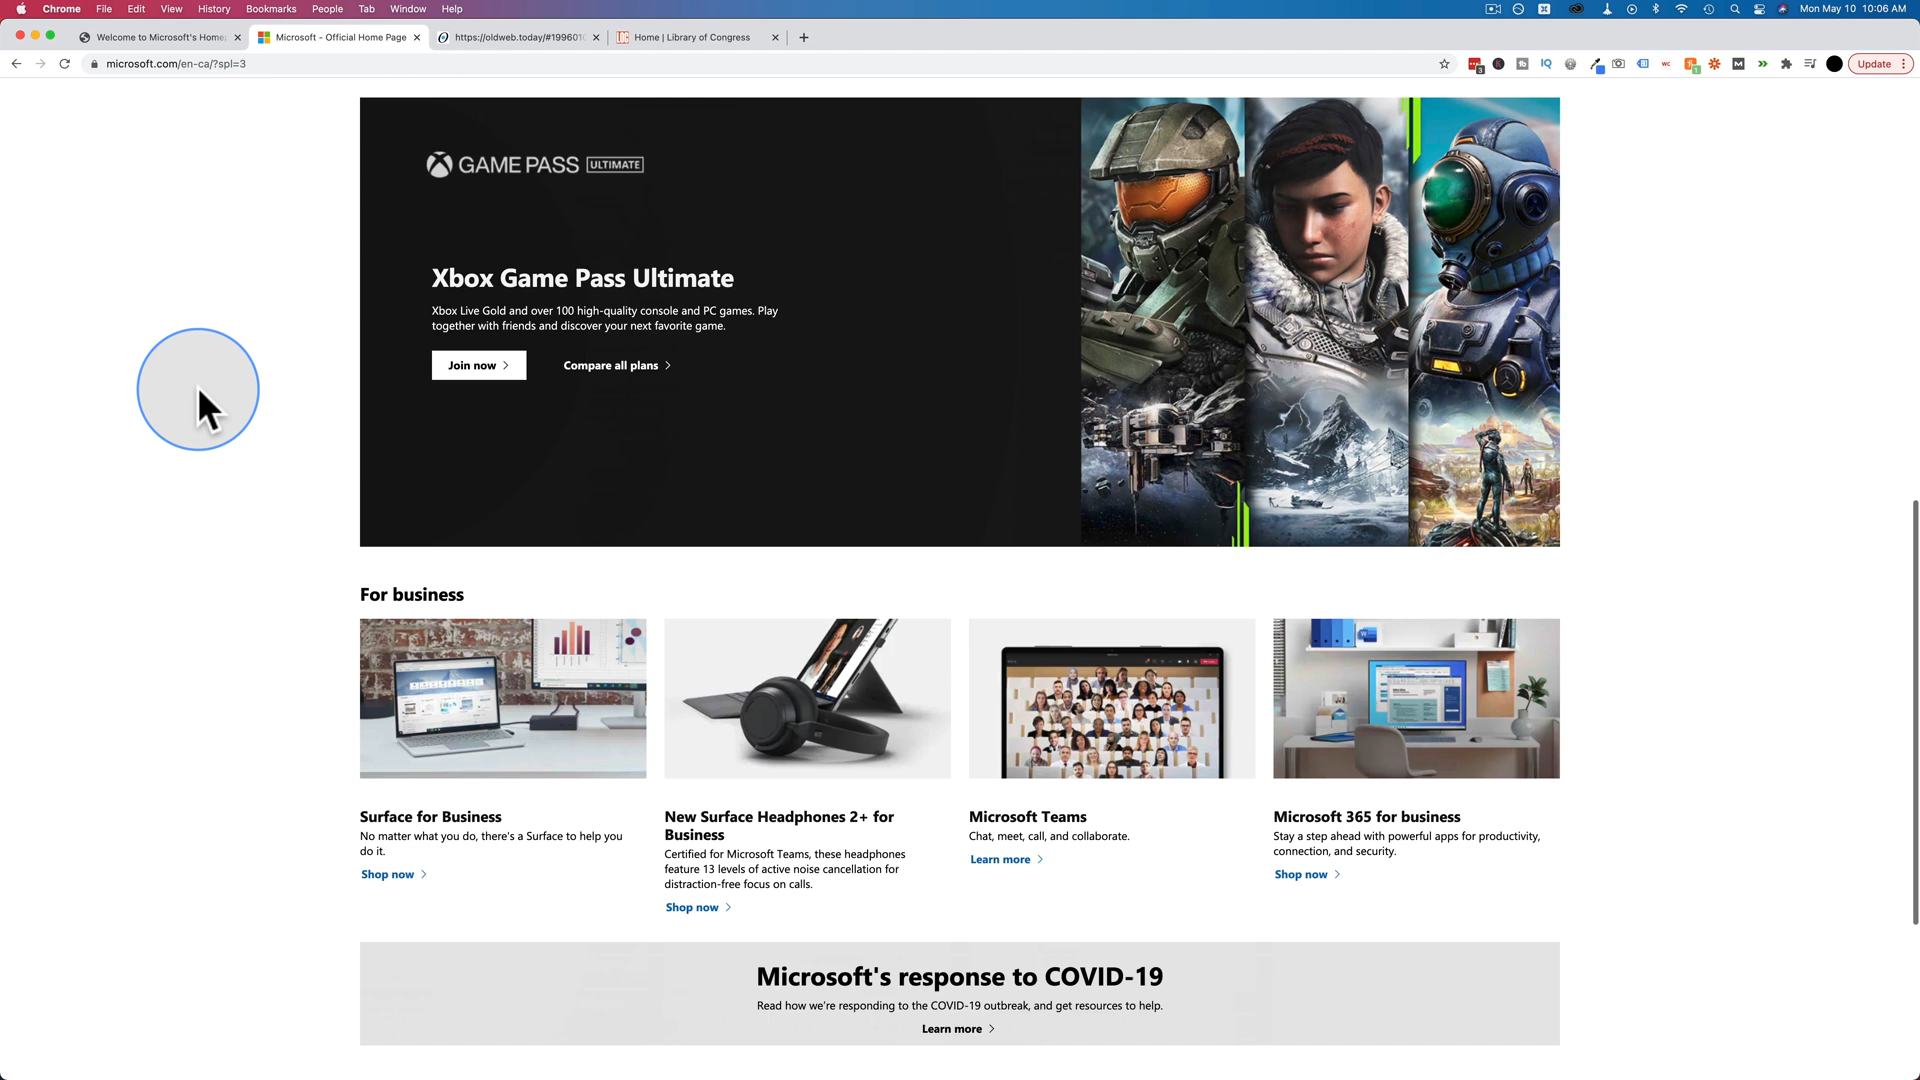 Chrome File Edit View History Bookmarks People Tab Window Help Mon May 10 10:06 AM
Welcome to Microsoft's Home Microsoft - Official Home Page https://oldweb.today/#199601 Home | Library of Congress
microsoft.com/en-ca/?spl=3 Update
GAME PASS ULTIMATE
Xbox Game Pass Ultimate
Xbox Live Gold and over 100 high-quality console and PC games. Play
together with friends and discover your next favorite game.
Join now Compare all plans
For business
Surface for Business
No matter what you do, there's a Surface to help you
do it.
Shop now
New Surface Headphones 2+ for
Business
Certified for Microsoft Teams, these headphones
feature 13 levels of active noise cancellation for
distraction-free focus on calls.
Shop now
Microsoft Teams
Chat, meet, call, and collaborate.
Learn more
Microsoft 365 for business
Stay a step ahead with powerful apps for productivity,
connection, and security.
Shop now
Microsoft's response to COVID-19
Read how we're responding to the COVID-19 outbreak, and get resources to help.
Learn more